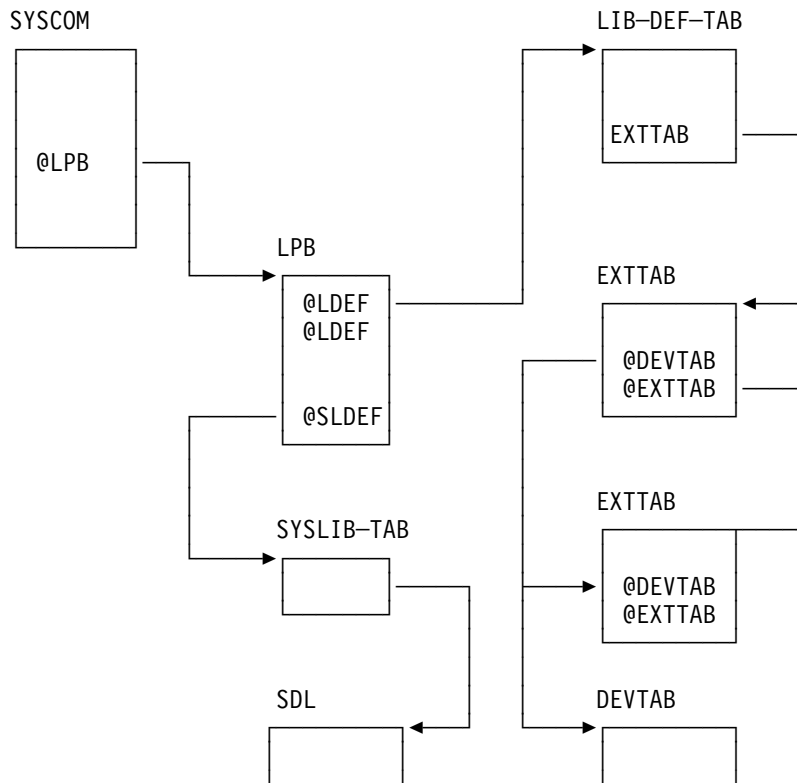 SYSCOM
LIB–DEF–TAB
EXTTAB
@LPB
LPB
EXTTAB
@LDEF
@LDEF
@DEVTAB
@EXTTAB
@SLDEF
EXTTAB
SYSLIB–TAB
@DEVTAB
@EXTTAB
SDL
DEVTAB